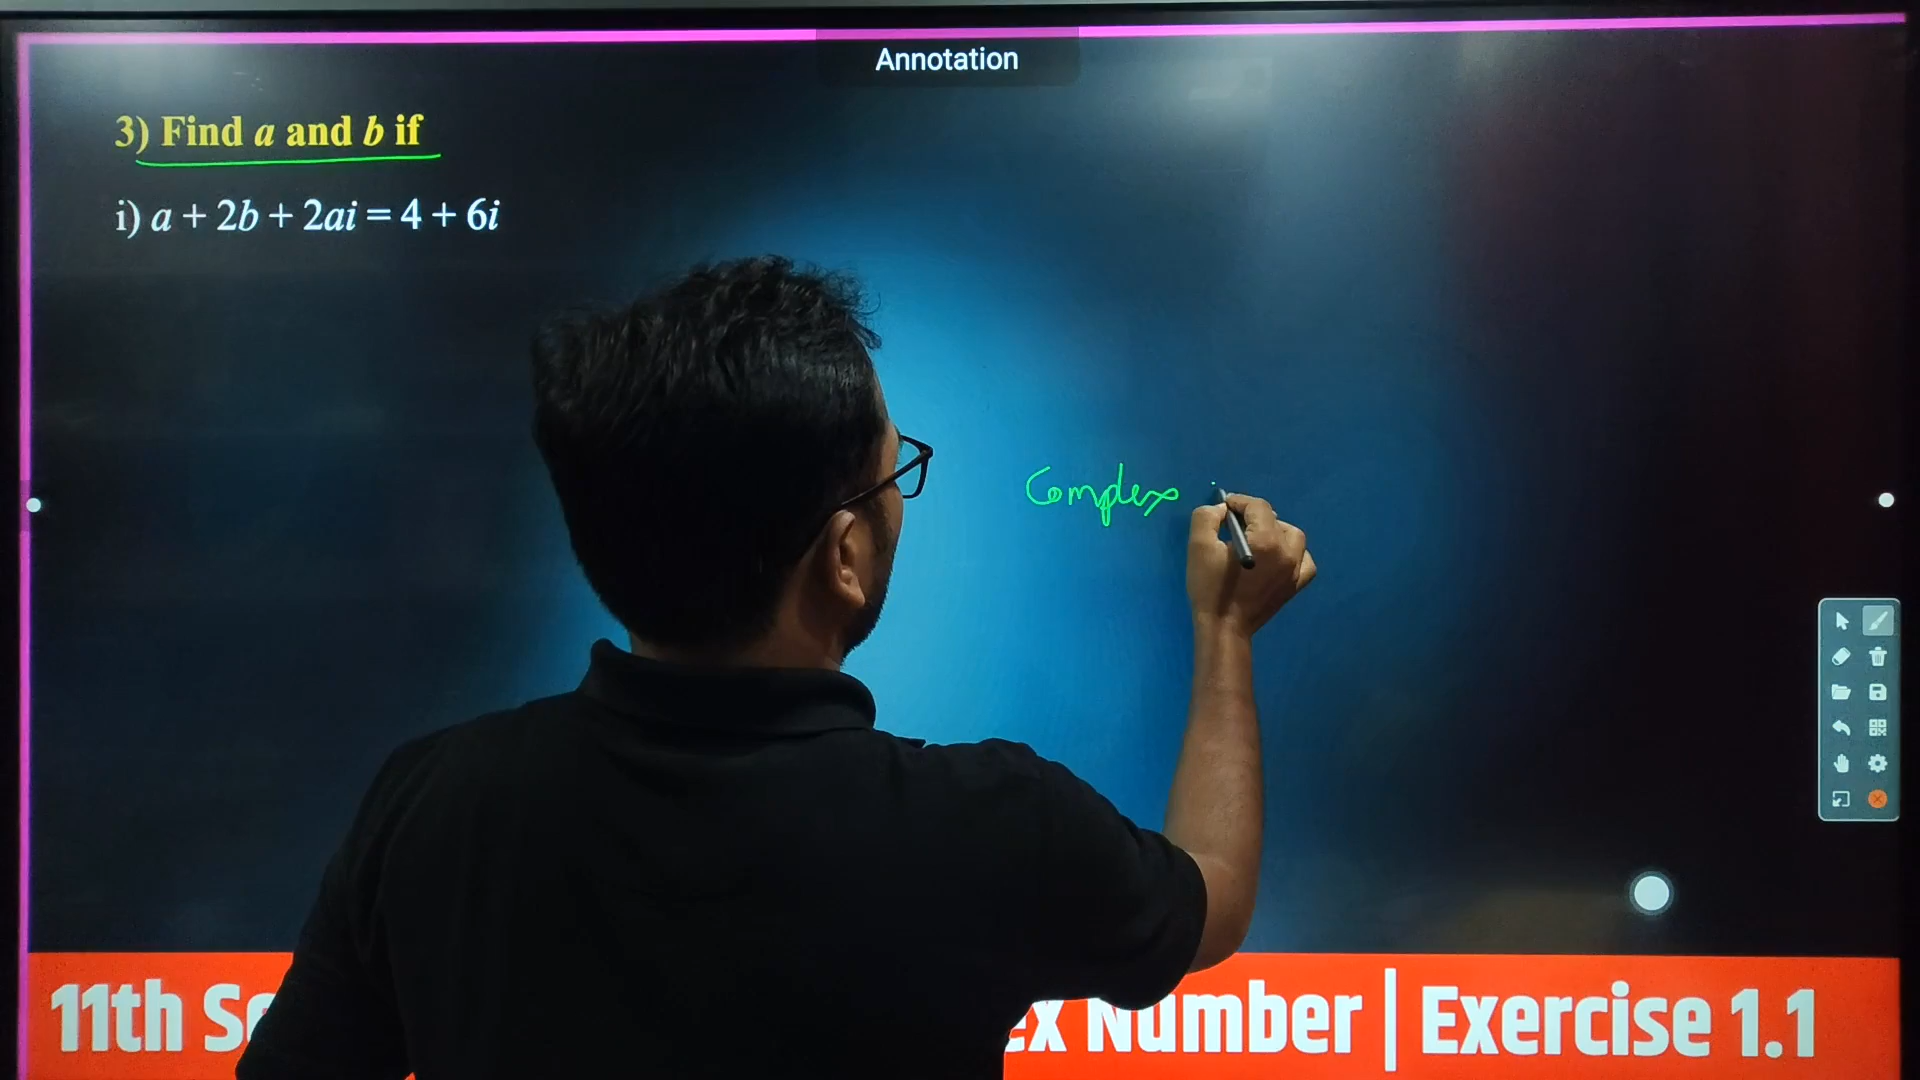 Annotation
3) Find a and b if
i) a + 2b + 2ai = 4 + 6i
Complex
11th Number | Exercise 1.1